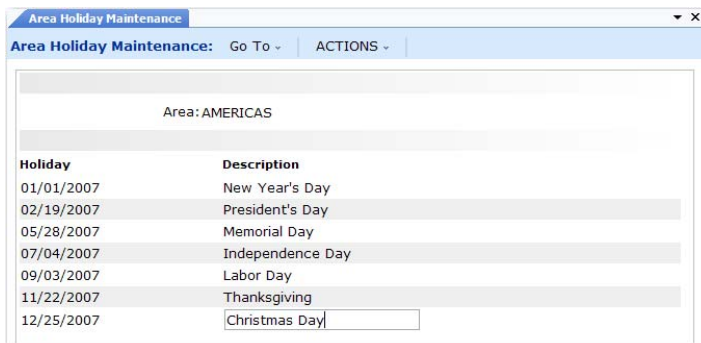 Area Holiday Maintenance
Area Holiday Maintenance: Go To ACTIONS
Area: AMERICAS
Holiday Description
01/01/2007 New Year's Day
02/19/2007 President's Day
05/28/2007 Memorial Day
07/04/2007 Independence Day
09/03/2007 Labor Day
11/22/2007 Thanksgiving
12/25/2007 Christmas Day